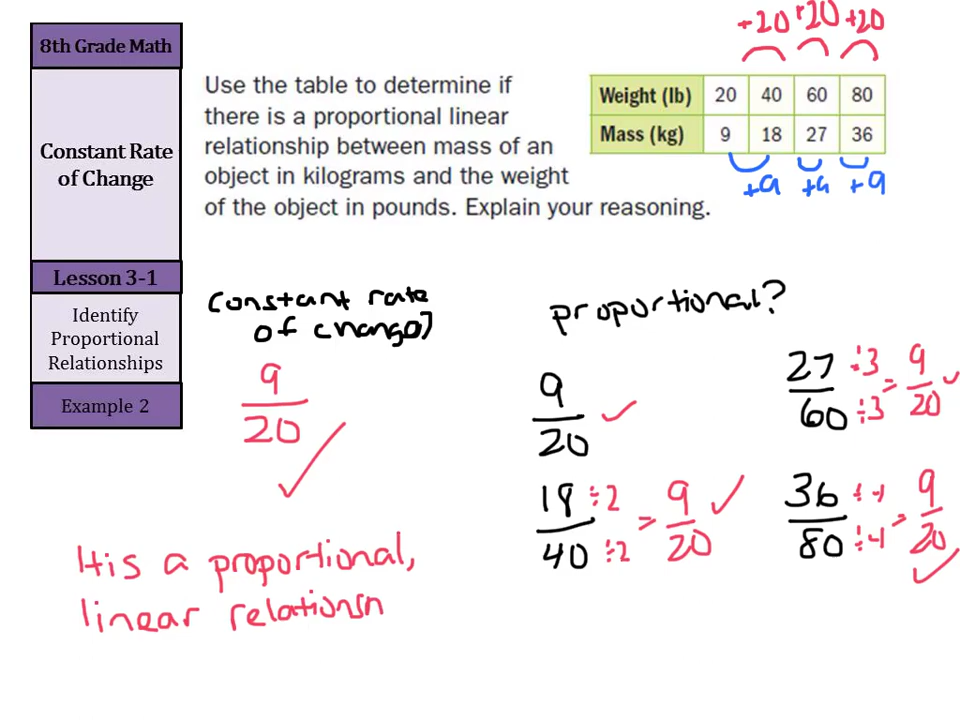 +20 +20 +20
8th Grade Math
Constant Rate
of Change
Lesson 3-1
Identify
Proportional
Relationships
Example 2
Use the table to determine if
there is a proportional linear
relationship between mass of an
object in kilograms and the weight
of the object in pounds. Explain your reasoning.
Weight (lb) 20 40 60 80
Mass (kg) 9 18 27 36
+9 +9 +9
Constant rate
of change?
9
20
proportional?
9
20
18 ÷2 = 9
40 ÷2 20
27 ÷3 = 9
60 ÷3 20
36 ÷4 = 9
80 ÷4 20
It is a proportional,
linear relationsh